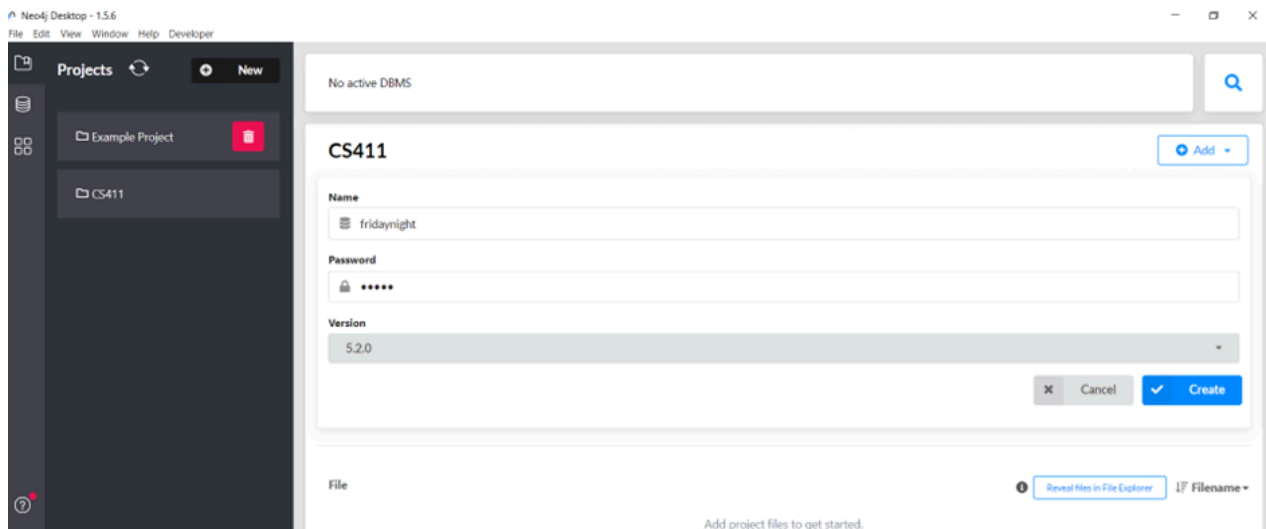 Neo4j Desktop - 1.5.6
File Edit View Window Help Developer
Projects
New
Example Project
CS411
No active DBMS
CS411
Add
Name
fridaynight
Password
•••••
Version
5.2.0
Cancel
Create
File
Reveal files in File Explorer
Filename
Add project files to get started.